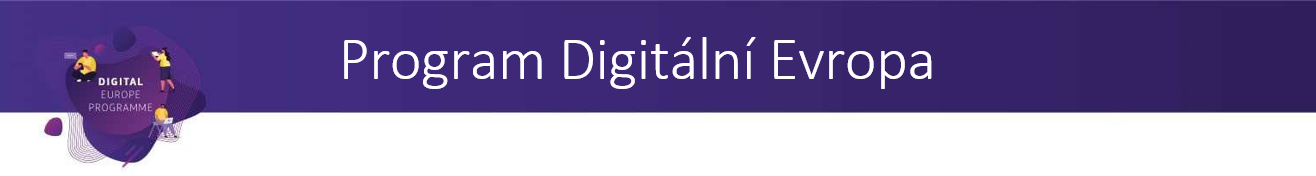 Program Digitální Evropa
DIGITAL
EUROPE
PROGRAMME